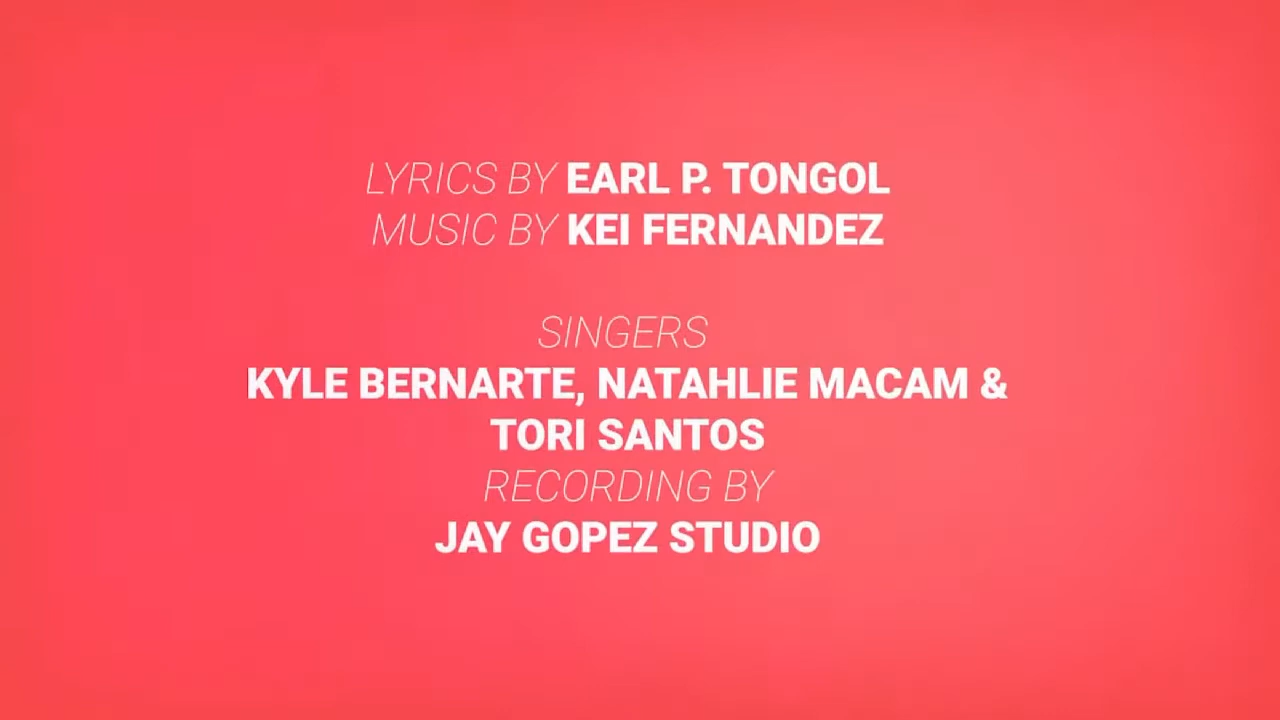 LYRICS BY EARL P. TONGOL
MUSIC BY KEI FERNANDEZ
SINGERS
KYLE BERNARTE, NATAHLIE MACAM &
TORI SANTOS
RECORDING BY
JAY GOPEZ STUDIO